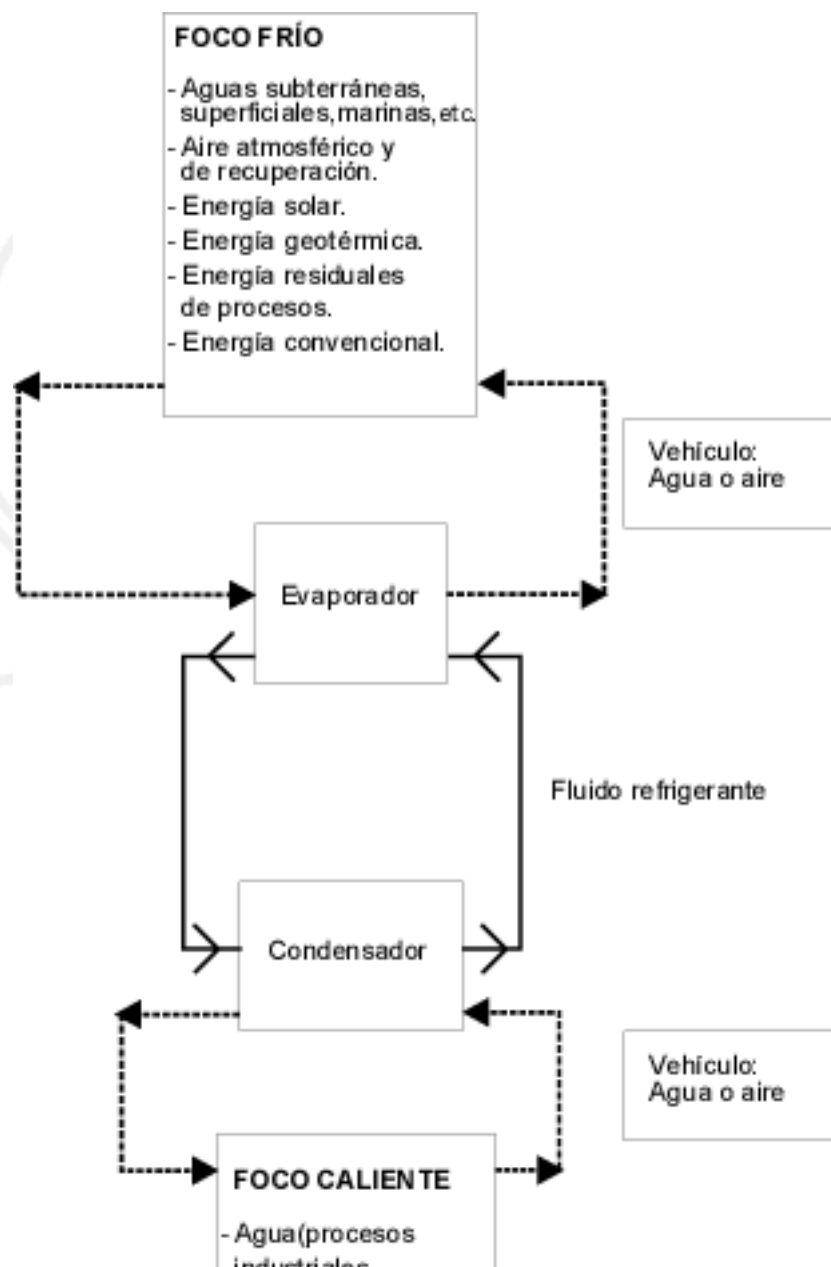 FOCO FRÍO
- Aguas subterráneas,
superficiales, marinas, etc.
- Aire atmosférico y
de recuperación.
- Energía solar.
- Energía geotérmica.
- Energía residuales
de procesos.
- Energía convencional.
Vehículo:
Agua o aire
Evaporador
Fluido refrigerante
Condensador
Vehículo:
Agua o aire
FOCO CALIENTE
- Agua(procesos
industriales